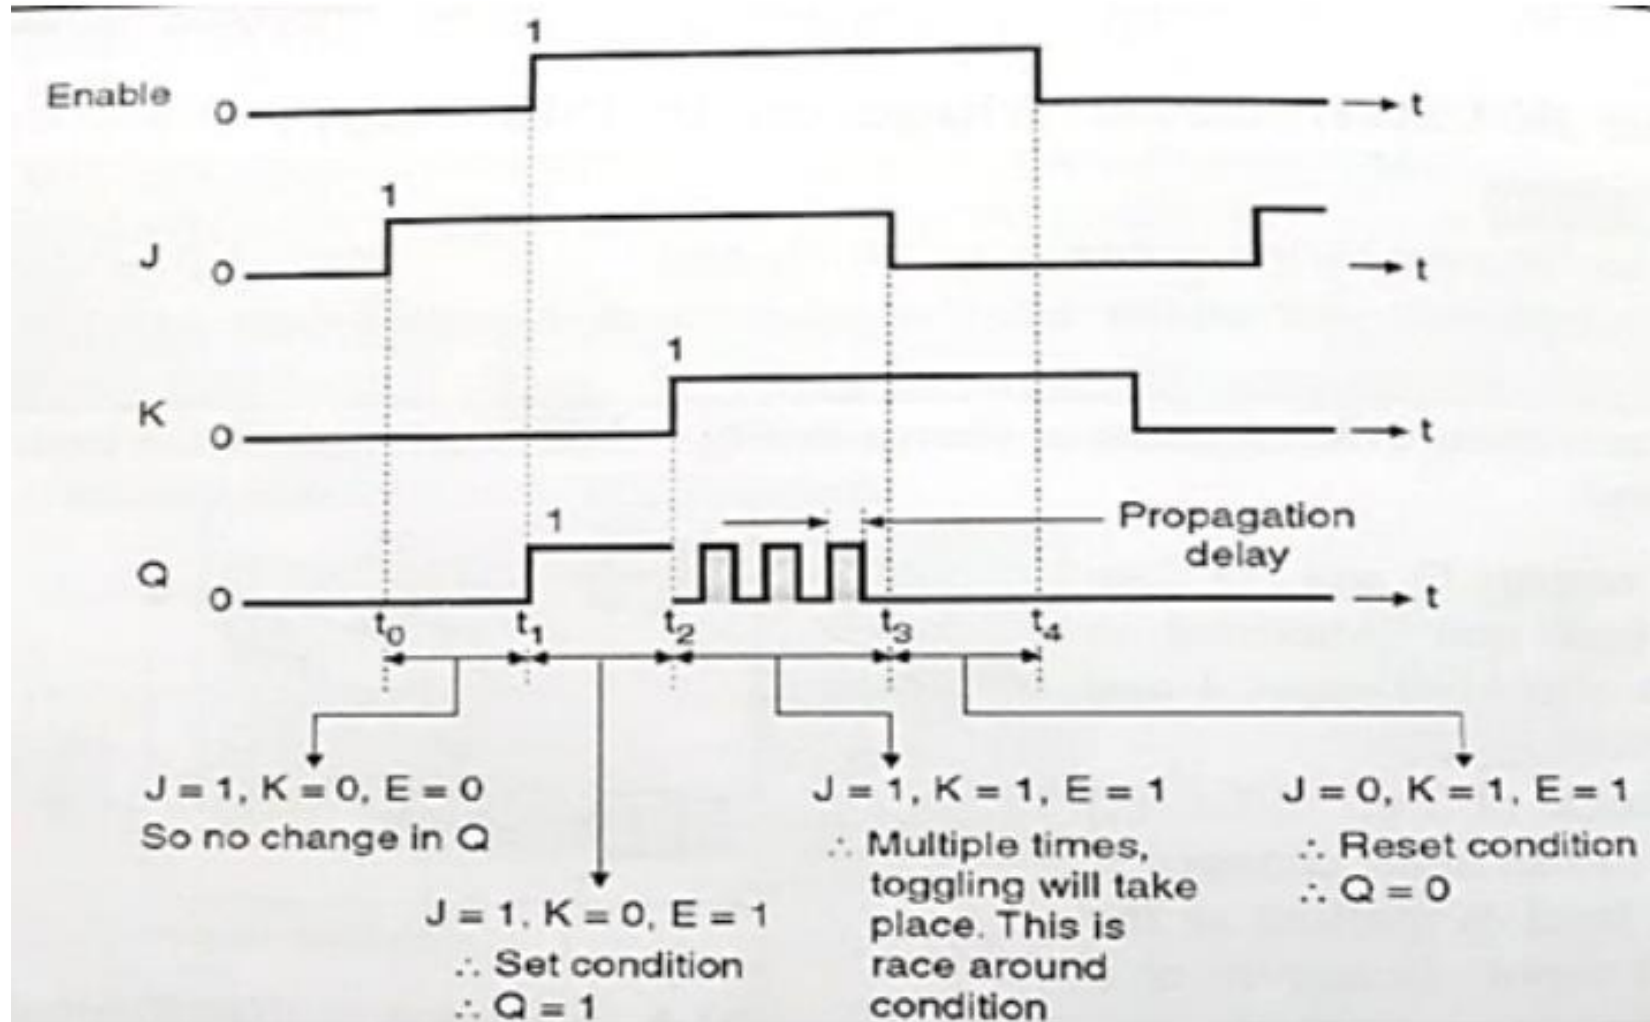 1
Enable 0 t
1
J 0 t
1
K 0 t
1 Propagation
delay
Q 0 t
t0 t1 t2 t3 t4
J = 1, K = 0, E = 0
So no change in Q
J = 1, K = 0, E = 1
∴ Set condition
∴ Q = 1
J = 1, K = 1, E = 1
∴ Multiple times,
toggling will take
place. This is
race around
condition
J = 0, K = 1, E = 1
∴ Reset condition
∴ Q = 0